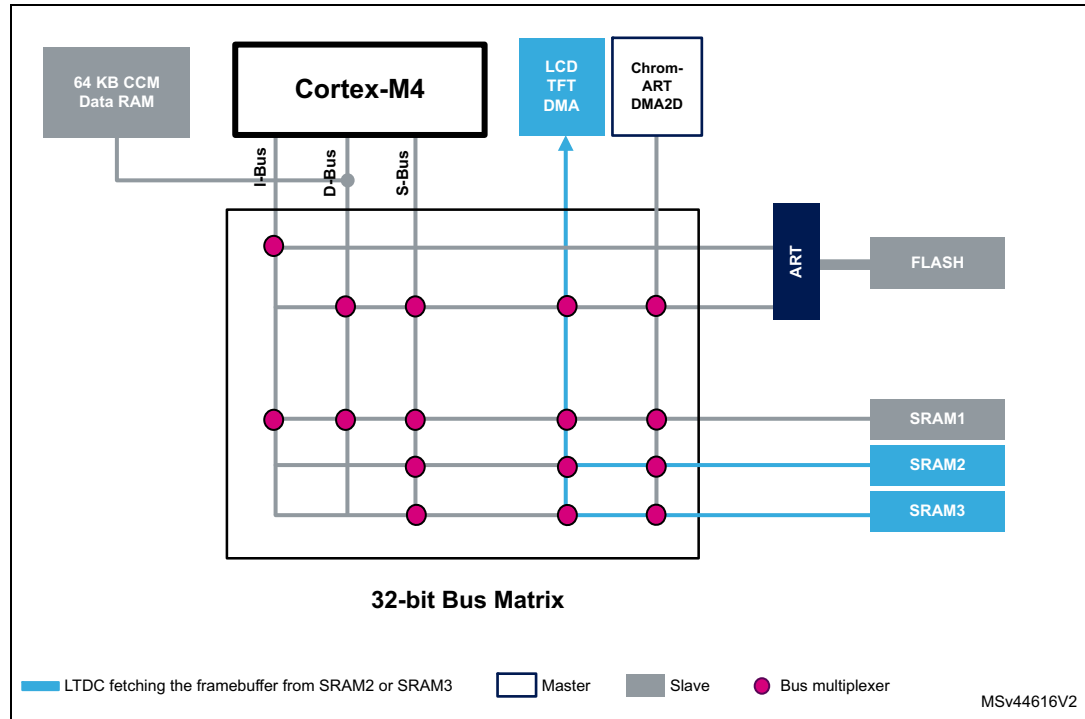 64 KB CCM
Data RAM
Cortex-M4
LCD
TFT
DMA
Chrom-
ART
DMA2D
I-Bus
D-Bus
S-Bus
ART
FLASH
SRAM1
SRAM2
SRAM3
32-bit Bus Matrix
LTDC fetching the framebuffer from SRAM2 or SRAM3
Master
Slave
Bus multiplexer
MSv44616V2